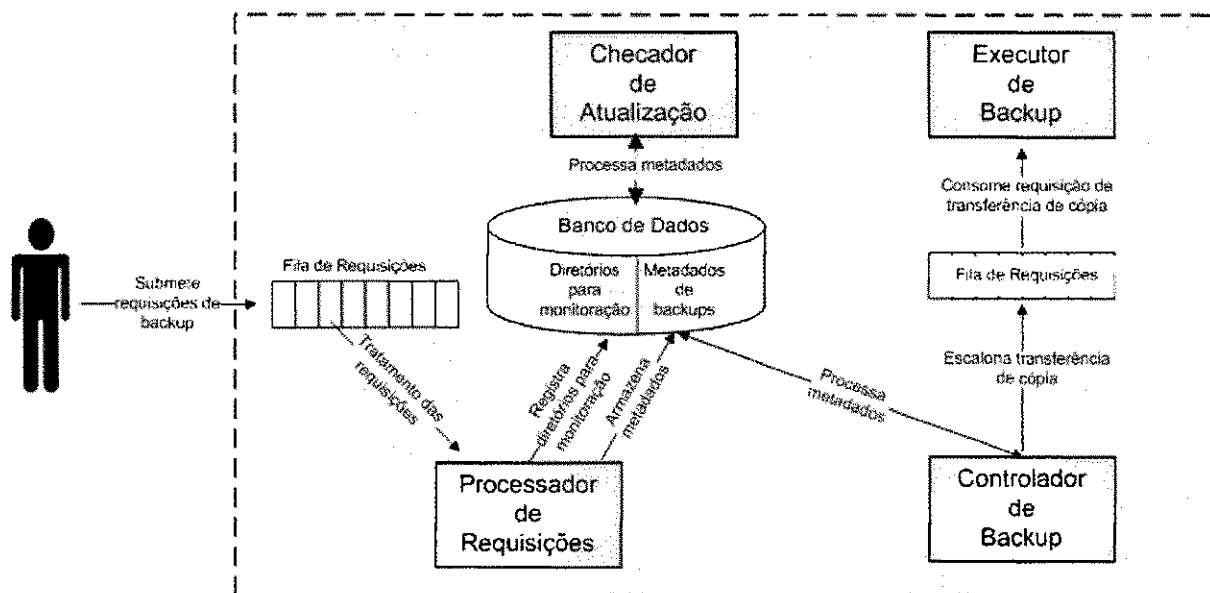 Checador
de
Atualização
Executor
de
Backup
Processa metadados
Consome requisição de
transferência de cópia
Banco de Dados
Diretórios
para
monitoração
Metadados
de
backups
Fila de Requisições
Fila de Requisições
Submete
requisições de
backup
Tratamento das
requisições
Registra
diretórios para
monitoração
Armazena
metadados
Processa
metadados
Escalona transferência
de cópia
Processador
de
Requisições
Controlador
de
Backup